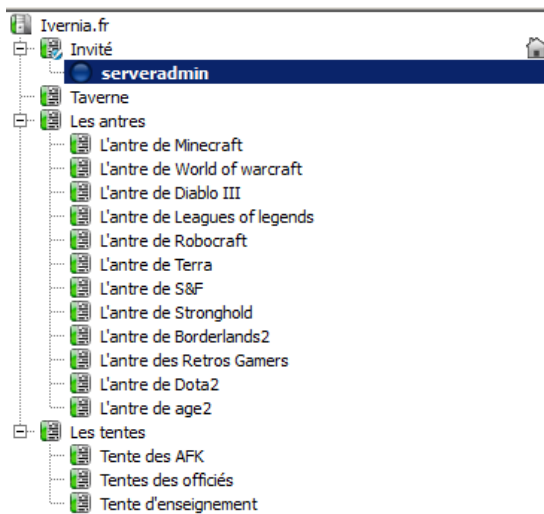 Ivernia.fr
Invité
serveradmin
Taverne
Les antres
L'antre de Minecraft
L'antre de World of warcraft
L'antre de Diablo III
L'antre de Leagues of legends
L'antre de Robocraft
L'antre de Terra
L'antre de S&F
L'antre de Stronghold
L'antre de Borderlands2
L'antre des Retros Gamers
L'antre de Dota2
L'antre de age2
Les tentes
Tente des AFK
Tentes des officiés
Tente d'enseignement